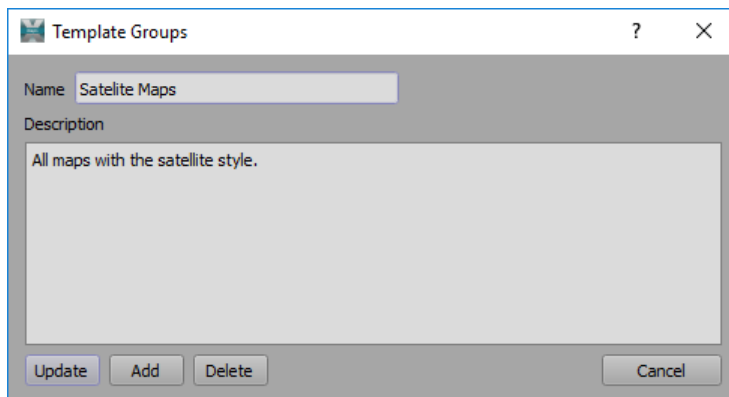 Template Groups ?
Name Satelite Maps
Description
All maps with the satellite style.
Update Add Delete Cancel